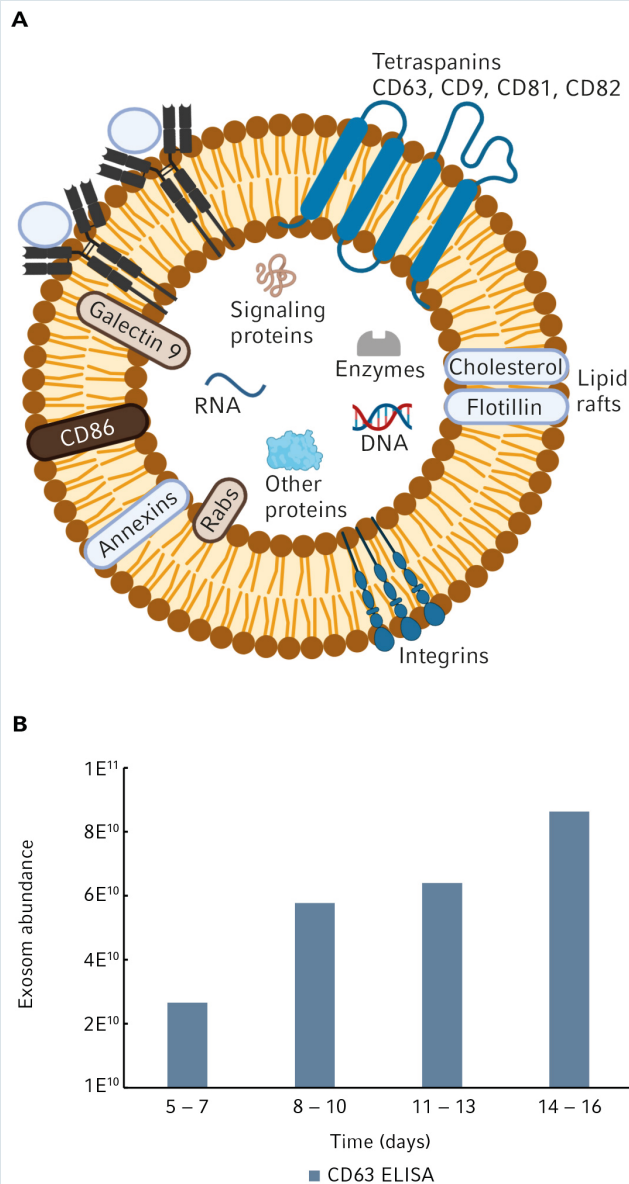 A
Tetraspanins
CD63, CD9, CD81, CD82
Galectin 9
Signaling
proteins
Enzymes
Cholesterol
Lipid
rafts
Flotillin
RNA
DNA
CD86
Other
proteins
Rabs
Annexins
Integrins
B
Exosom abundance
1E¹¹
8E¹⁰
6E¹⁰
4E¹⁰
2E¹⁰
1E¹⁰
5 – 7
8 – 10
11 – 13
14 – 16
Time (days)
CD63 ELISA